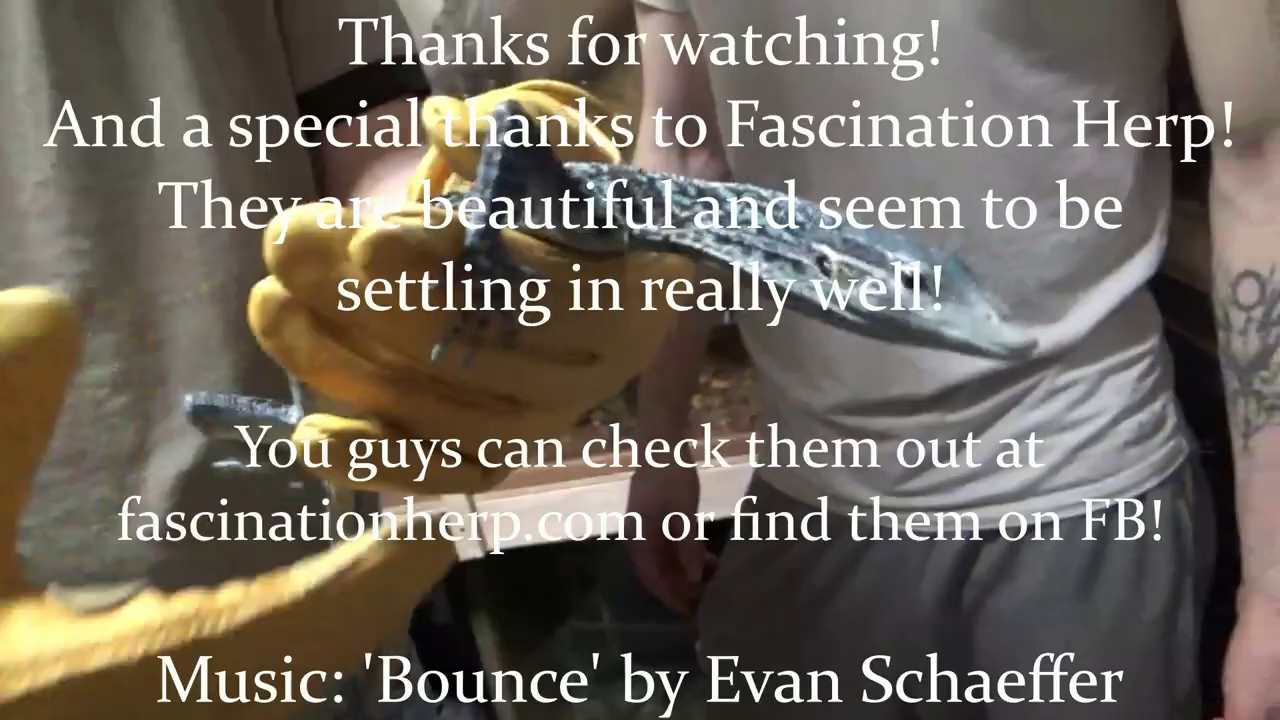 Thanks for watching!
And a special thanks to Fascination Herp!
They are beautiful and seem to be
settling in really well!
You guys can check them out at
fascinationherp.com or find them on FB!
Music: 'Bounce' by Evan Schaeffer